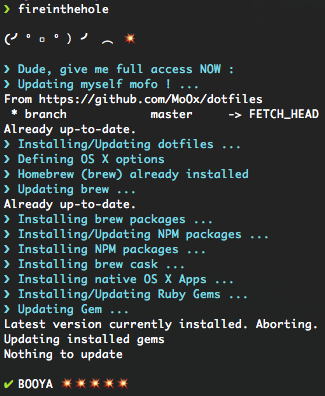 ❯ fireinthehole
(╯°□°)╯ ︵ 💥
❯ Dude, give me full access NOW :
❯ Updating myself mofo ! ...
From https://github.com/MoOx/dotfiles
 * branch            master     -> FETCH_HEAD
Already up-to-date.
❯ Installing/Updating dotfiles ...
❯ Defining OS X options
❯ Homebrew (brew) already installed
❯ Updating brew ...
Already up-to-date.
❯ Installing brew packages ...
❯ Installing/Updating NPM packages ...
❯ Installing NPM packages ...
❯ Installing brew cask ...
❯ Installing native OS X Apps ...
❯ Installing/Updating Ruby Gems ...
❯ Updating Gem ...
Latest version currently installed. Aborting.
Updating installed gems
Nothing to update
✔ BOOYA 💥💥💥💥💥